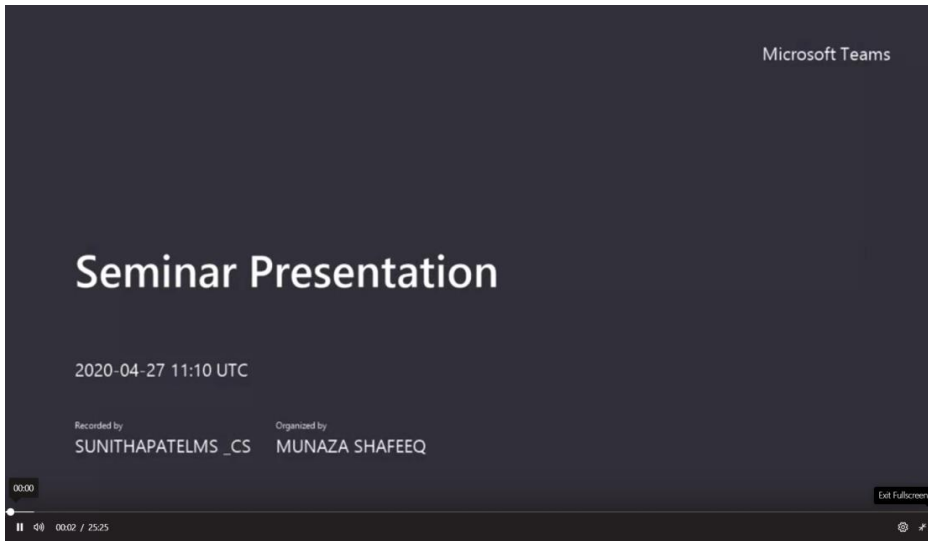 Microsoft Teams
Seminar Presentation
2020-04-27 11:10 UTC
Recorded by Organized by
SUNITHAPATELMS _CS MUNAZA SHAFEEQ
00:00
Exit Fullscreen
00:02 / 25:25